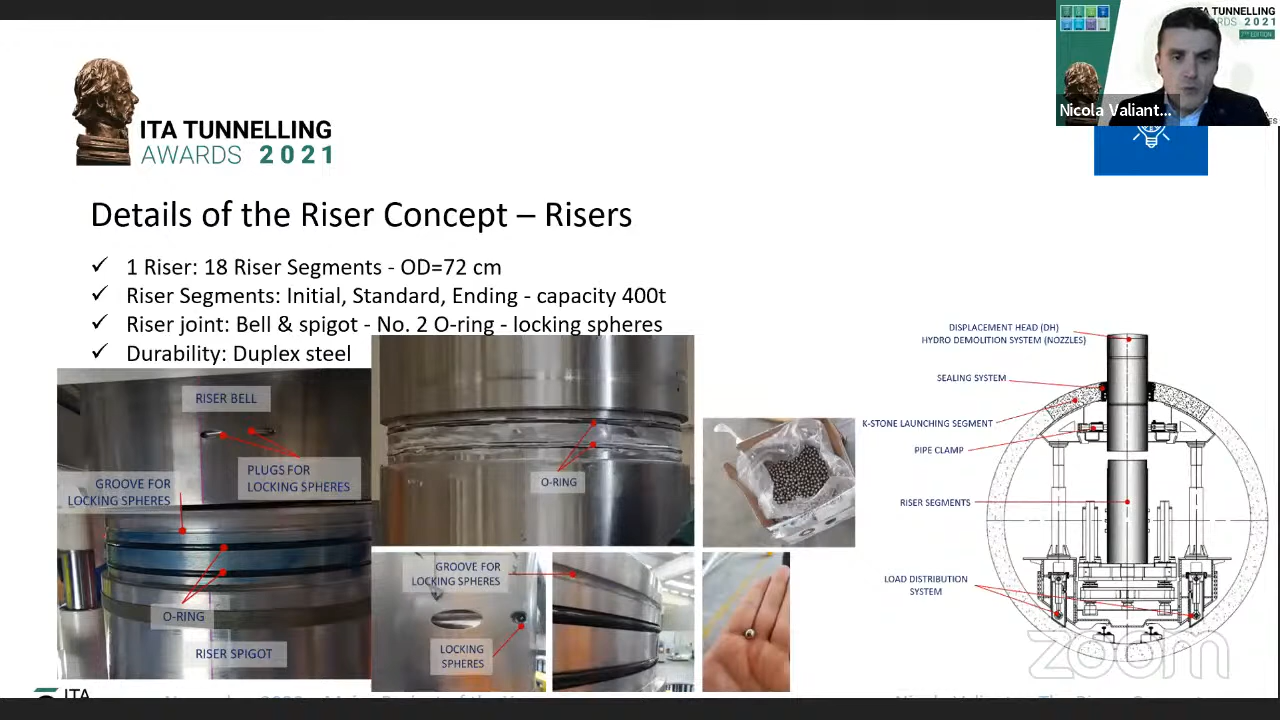 TUNNELLING
2021
Nicola Valiant...
ITA TUNNELLING
AWARDS 2021
Details of the Riser Concept – Risers
✓ 1 Riser: 18 Riser Segments - OD=72 cm
✓ Riser Segments: Initial, Standard, Ending - capacity 400t
✓ Riser joint: Bell & spigot - No. 2 O-ring - locking spheres
✓ Durability: Duplex steel
RISER BELL
PLUGS FOR
LOCKING SPHERES
GROOVE FOR
LOCKING SPHERES
O-RING
RISER SPIGOT
O-RING
GROOVE FOR
LOCKING SPHERES
LOCKING
SPHERES
DISPLACEMENT HEAD (DH)
HYDRO DEMOLITION SYSTEM (NOZZLES)
SEALING SYSTEM
K-STONE LAUNCHING SEGMENT
PIPE CLAMP
RISER SEGMENTS
LOAD DISTRIBUTION
SYSTEM
zoom
ITA